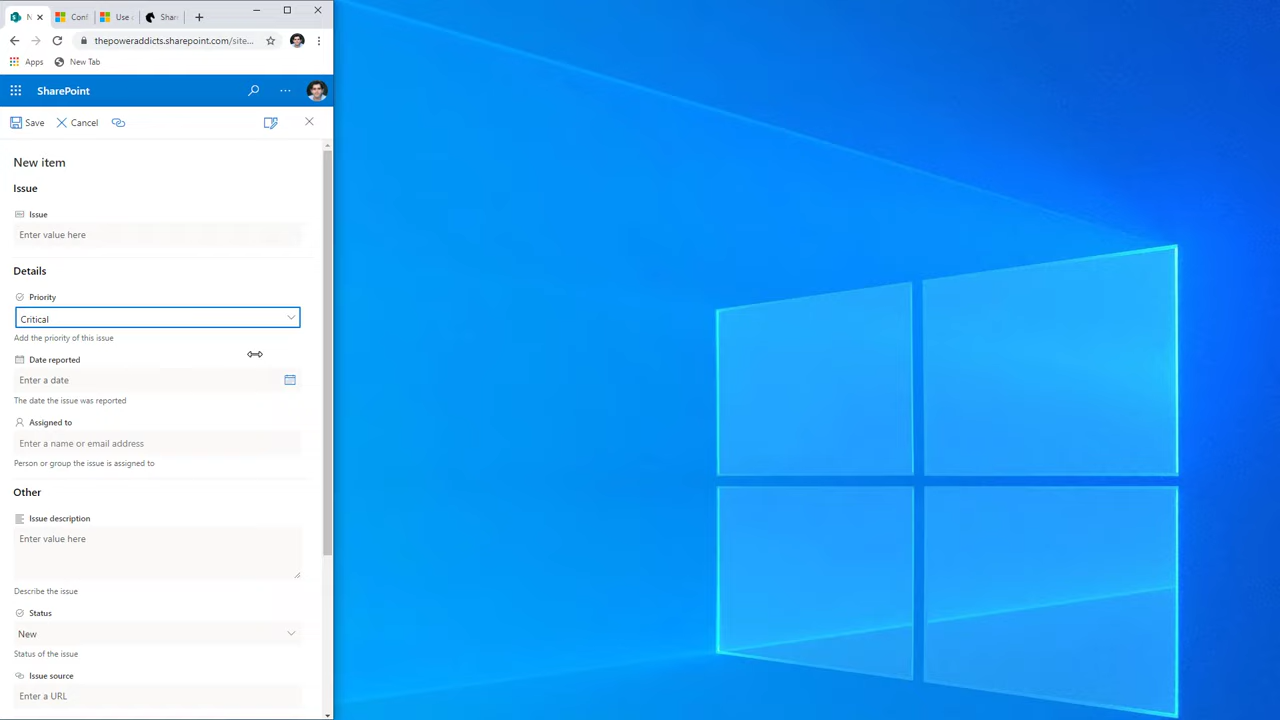 N
Conf
Use
Shar
thepoweraddicts.sharepoint.com/site...
Apps
New Tab
SharePoint
Save
Cancel
New item
Issue
Issue
Enter value here
Details
Priority
Critical
Add the priority of this issue
Date reported
Enter a date
The date the issue was reported
Assigned to
Enter a name or email address
Person or group the issue is assigned to
Other
Issue description
Enter value here
Describe the issue
Status
New
Status of the issue
Issue source
Enter a URL